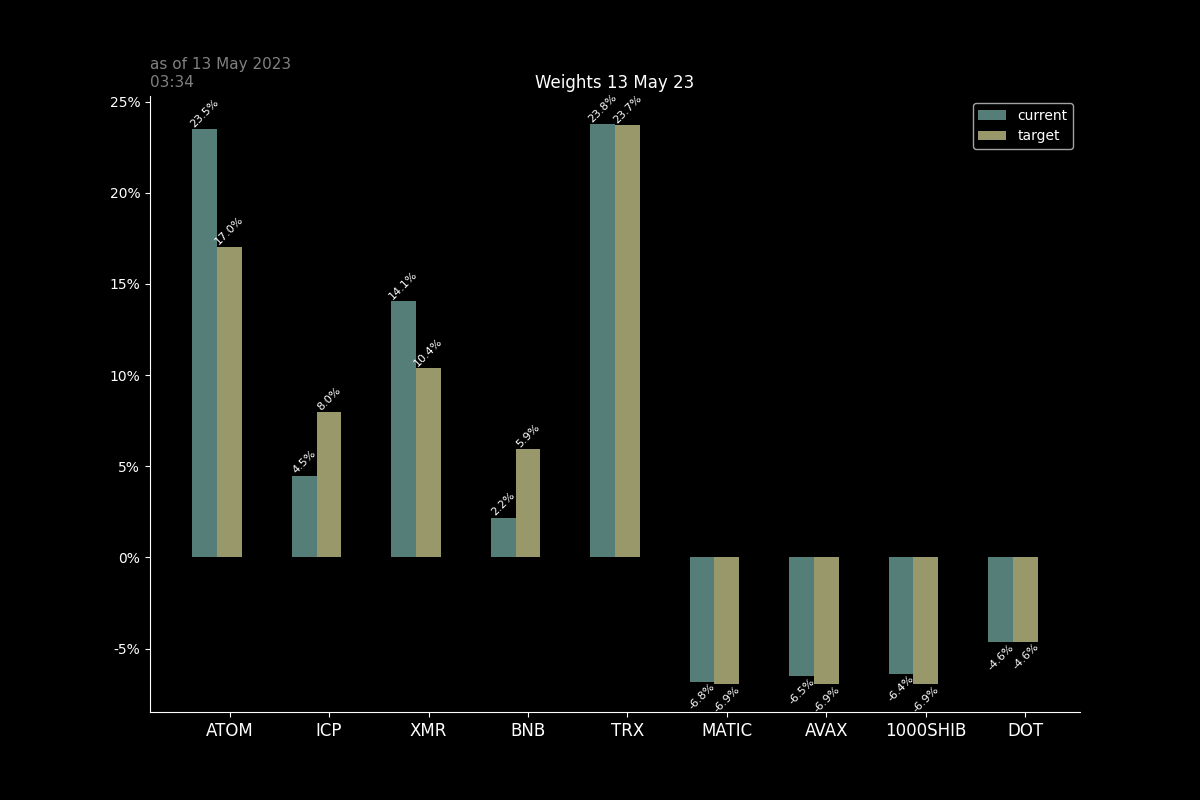 as of 13 May 2023
03:34
Weights 13 May 23
current
target
25%
20%
15%
10%
5%
0%
-5%
23.5%
17.0%
4.5%
8.0%
14.1%
10.4%
2.2%
5.9%
23.8%
23.7%
-6.8%
-6.9%
-6.5%
-6.9%
-6.4%
-6.9%
-4.6%
-4.6%
ATOM
ICP
XMR
BNB
TRX
MATIC
AVAX
1000SHIB
DOT